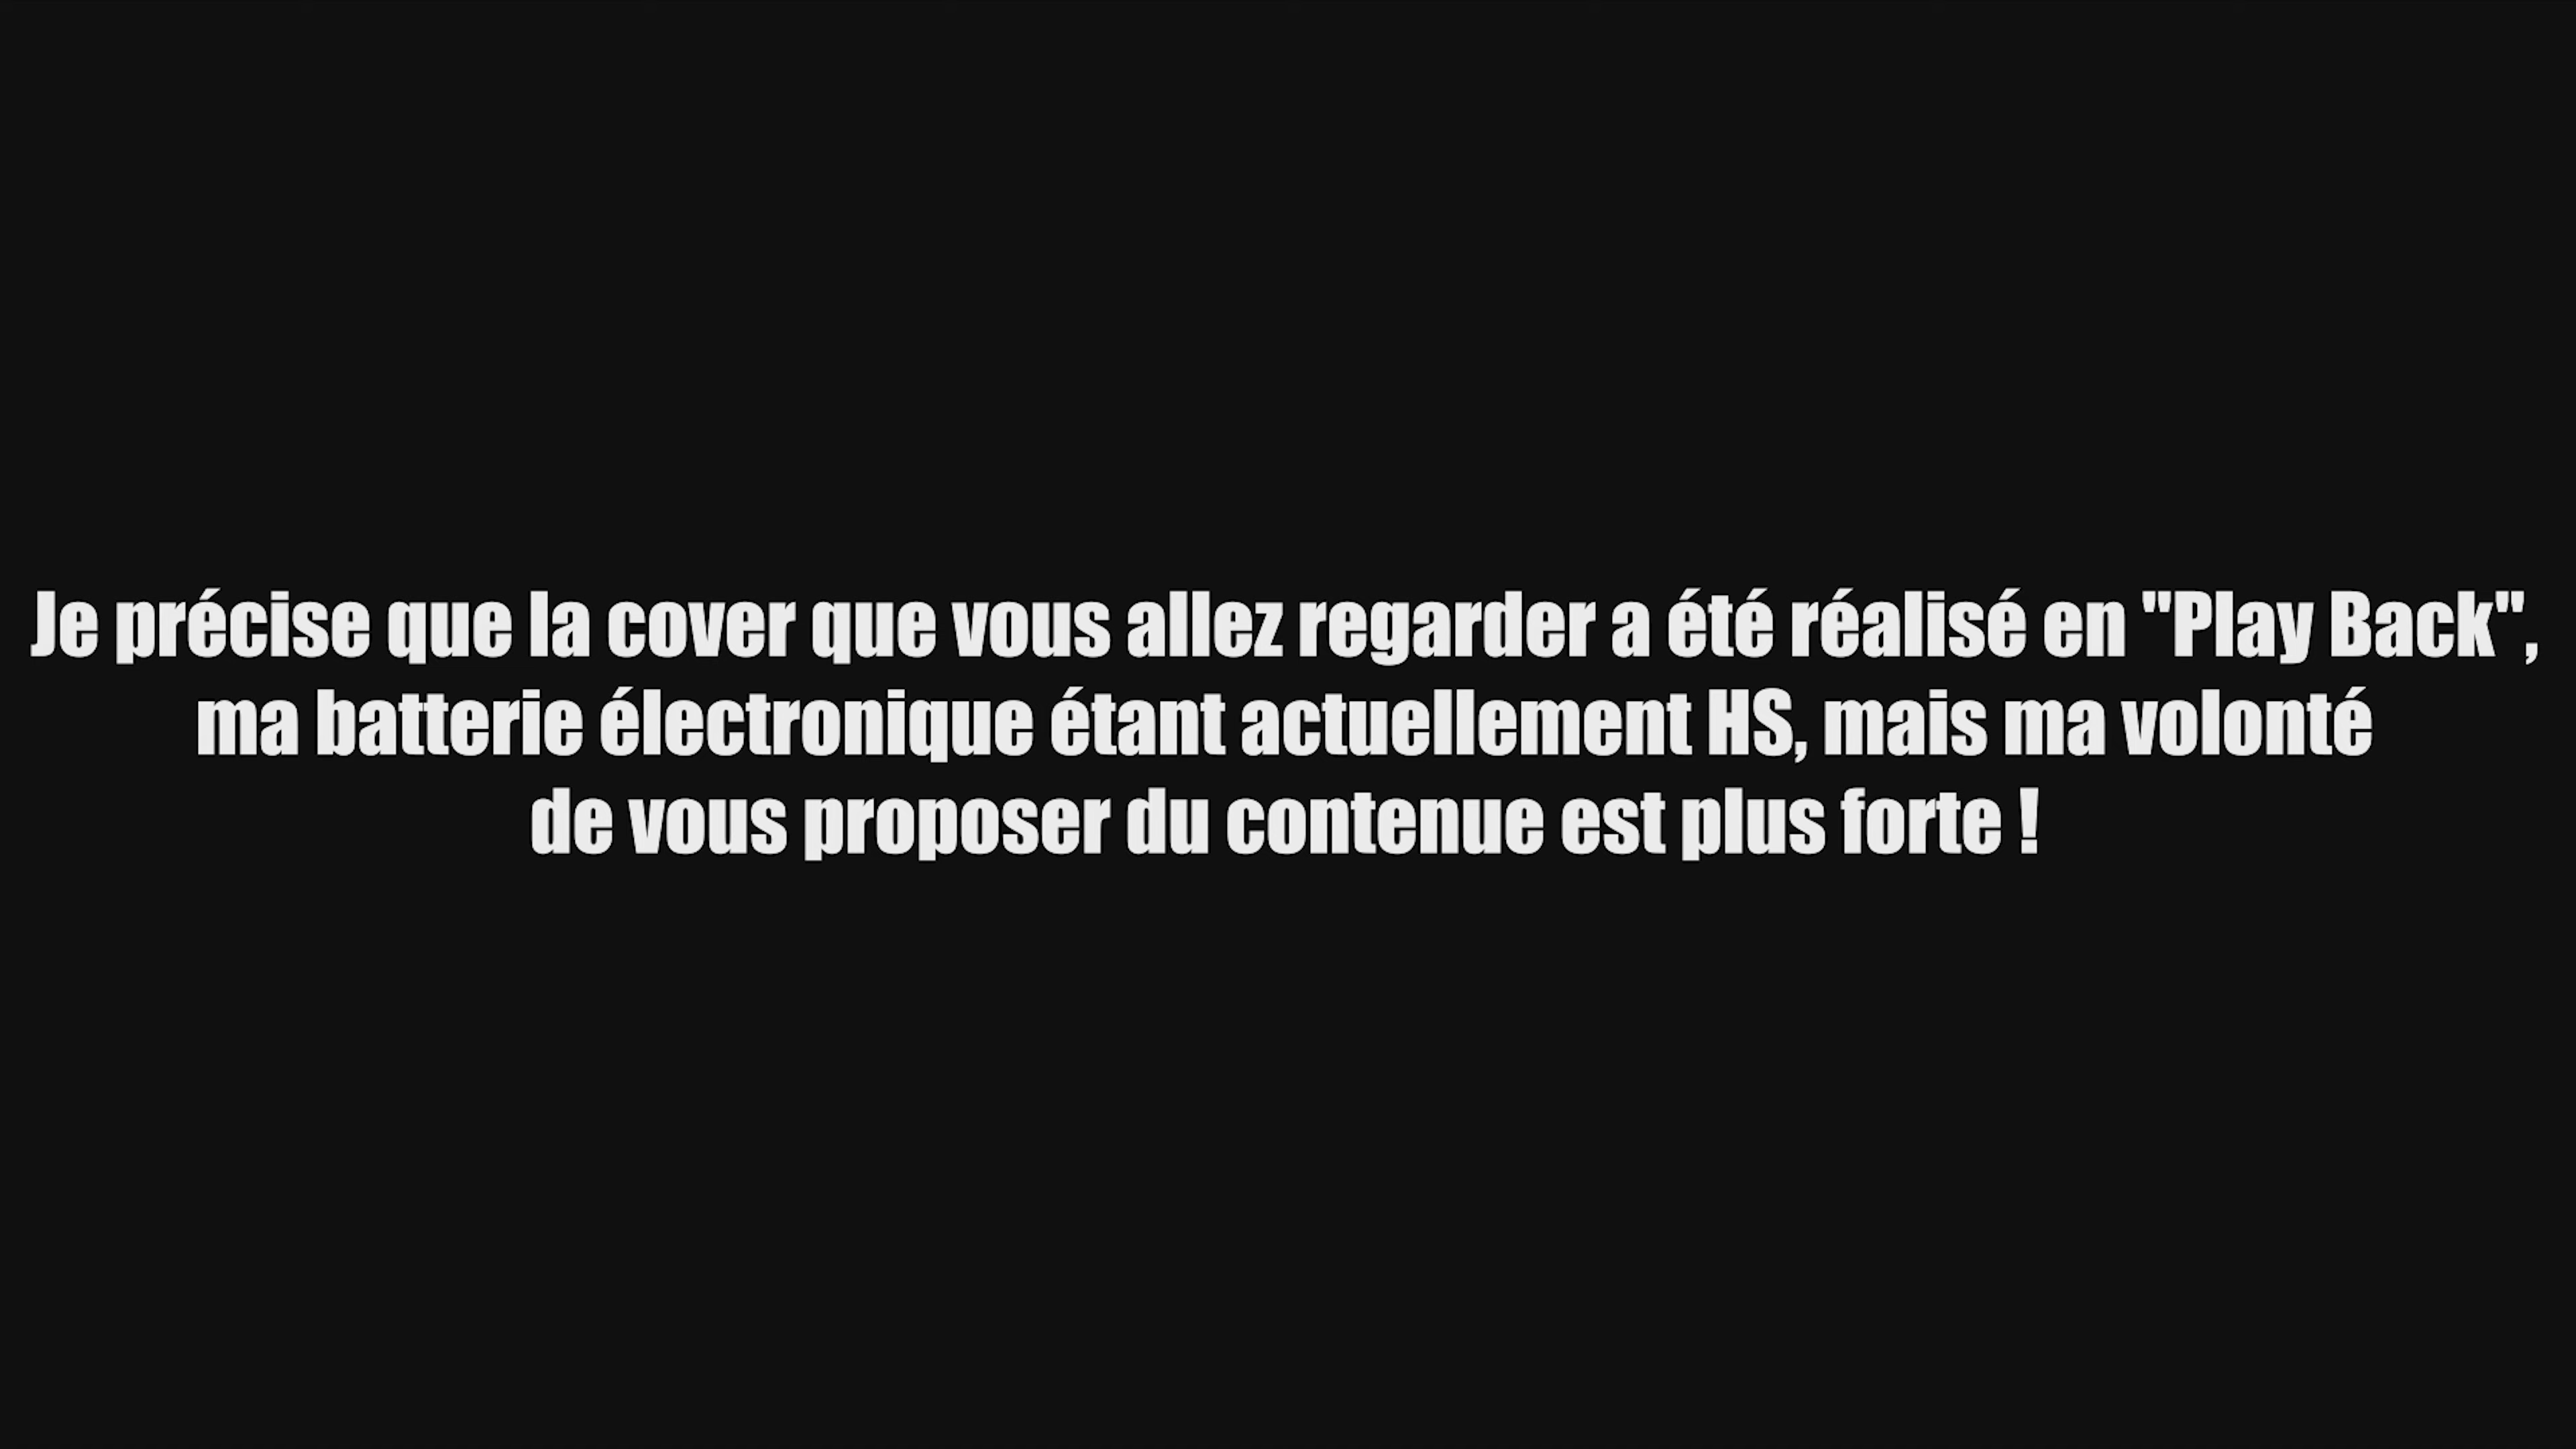 Je précise que la cover que vous allez regarder a été réalisé en "Play Back",
ma batterie électronique étant actuellement HS, mais ma volonté
de vous proposer du contenue est plus forte !